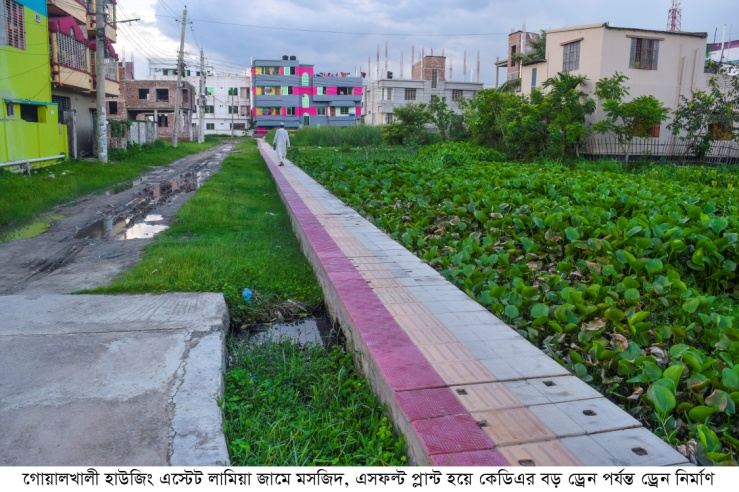 গোয়ালখালী হাউজিং এস্টেট লামিয়া জামে মসজিদ, এসফল্ট প্লান্ট হয়ে কেডিএর বড় ড্রেন পর্যন্ত ড্রেন নির্মাণ